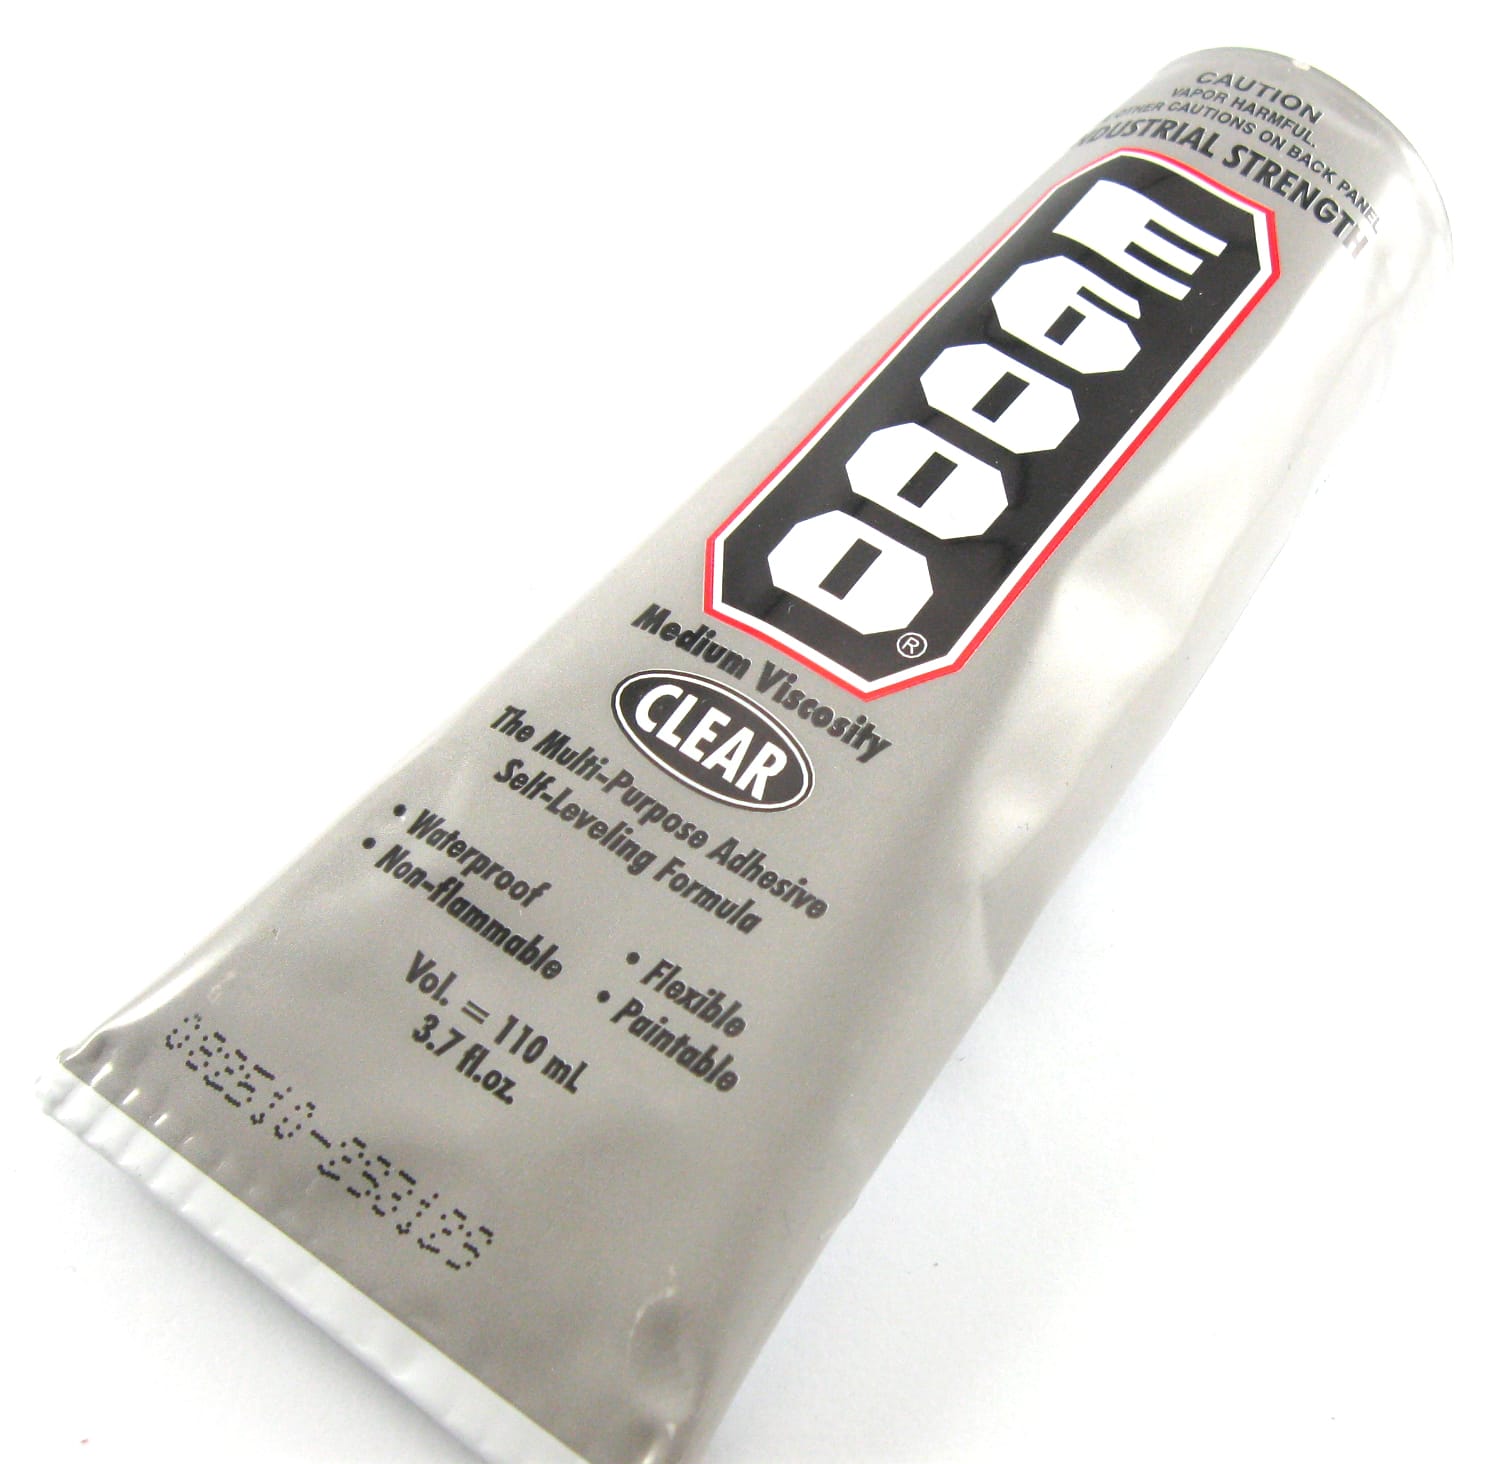 CAUTION
VAPOR HARMFUL.
OTHER CAUTIONS ON BACK PANEL
INDUSTRIAL STRENGTH
E6000®
Medium Viscosity
CLEAR
The Multi-Purpose Adhesive
Self-Leveling Formula
• Waterproof
• Non-flammable
• Flexible
• Paintable
Vol. = 110 mL
3.7 fl.oz.